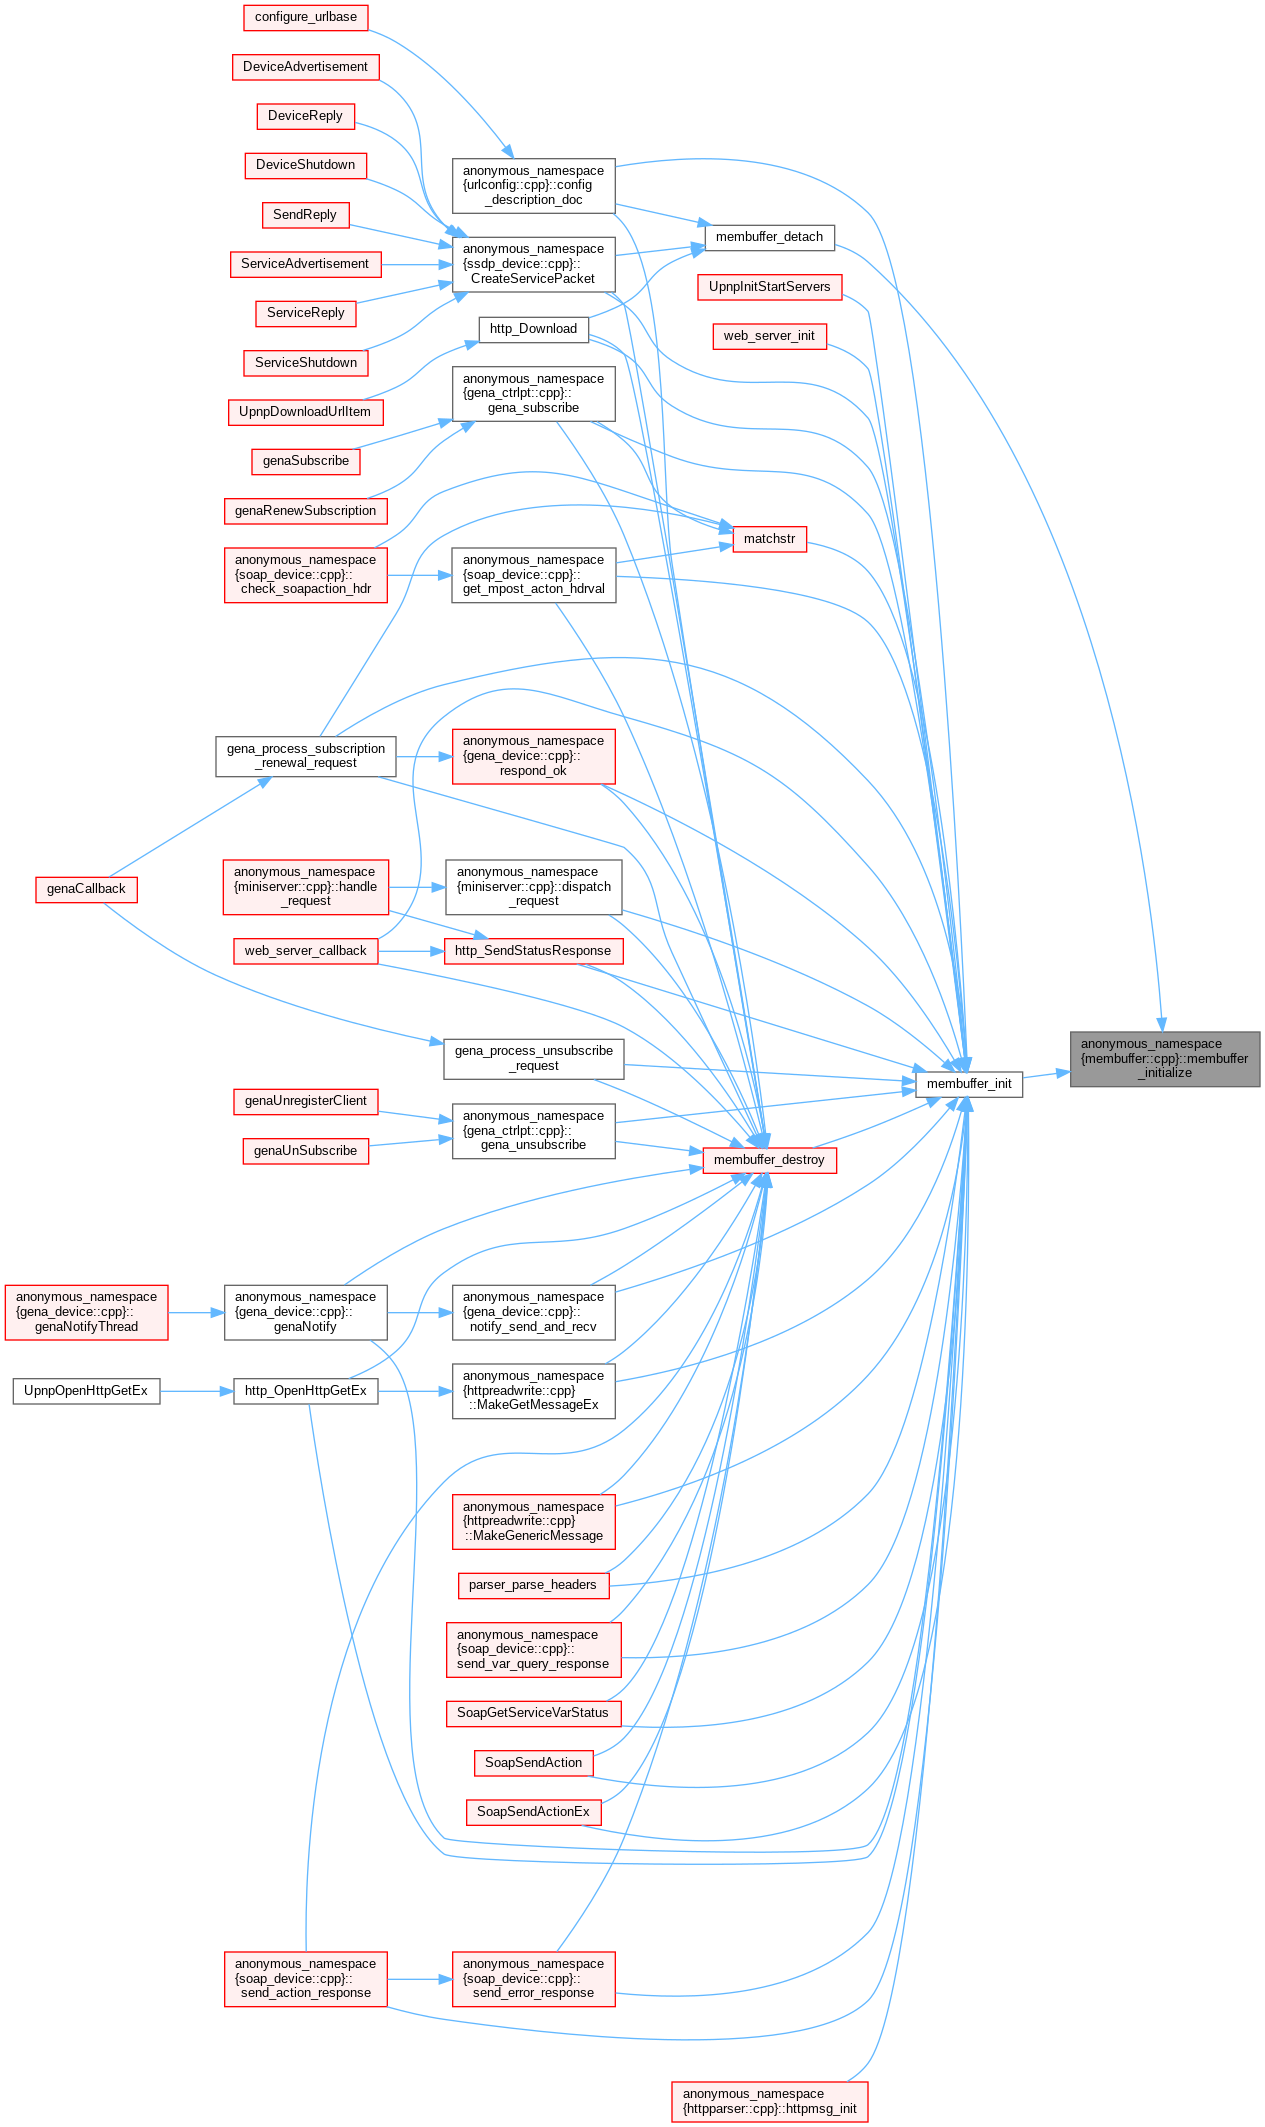 configure_urlbase
DeviceAdvertisement
DeviceReply
DeviceShutdown
SendReply
ServiceAdvertisement
ServiceReply
ServiceShutdown
UpnpDownloadUrlItem
genaSubscribe
genaRenewSubscription
anonymous_namespace
{soap_device::cpp}::
check_soapaction_hdr
gena_process_subscription
_renewal_request
genaCallback
anonymous_namespace
{miniserver::cpp}::handle
_request
web_server_callback
genaUnregisterClient
genaUnSubscribe
anonymous_namespace
{gena_device::cpp}::
genaNotifyThread
anonymous_namespace
{gena_device::cpp}::
genaNotify
UpnpOpenHttpGetEx
http_OpenHttpGetEx
anonymous_namespace
{soap_device::cpp}::
send_action_response
anonymous_namespace
{urlconfig::cpp}::config
_description_doc
anonymous_namespace
{ssdp_device::cpp}::
CreateServicePacket
http_Download
anonymous_namespace
{gena_ctrlpt::cpp}::
gena_subscribe
anonymous_namespace
{soap_device::cpp}::
get_mpost_acton_hdrval
anonymous_namespace
{gena_device::cpp}::
respond_ok
anonymous_namespace
{miniserver::cpp}::dispatch
_request
http_SendStatusResponse
gena_process_unsubscribe
_request
anonymous_namespace
{gena_ctrlpt::cpp}::
gena_unsubscribe
anonymous_namespace
{gena_device::cpp}::
notify_send_and_recv
anonymous_namespace
{httpreadwrite::cpp}
::MakeGetMessageEx
anonymous_namespace
{httpreadwrite::cpp}
::MakeGenericMessage
parser_parse_headers
anonymous_namespace
{soap_device::cpp}::
send_var_query_response
SoapGetServiceVarStatus
SoapSendAction
SoapSendActionEx
anonymous_namespace
{soap_device::cpp}::
send_error_response
membuffer_detach
UpnpInitStartServers
web_server_init
matchstr
membuffer_destroy
anonymous_namespace
{httpparser::cpp}::httpmsg_init
membuffer_init
anonymous_namespace
{membuffer::cpp}::membuffer
_initialize